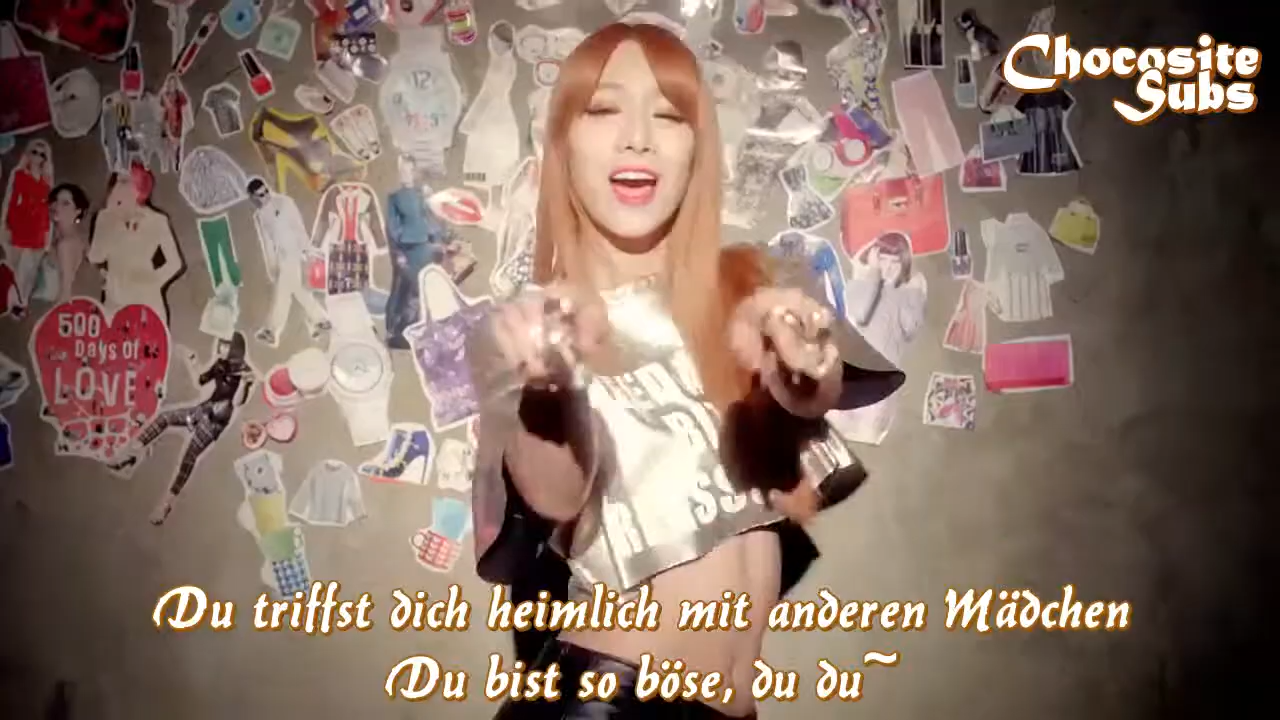 Chocosite
Subs
500
Days Of
LOVE
Du triffst dich heimlich mit anderen Mädchen
Du bist so böse, du du~